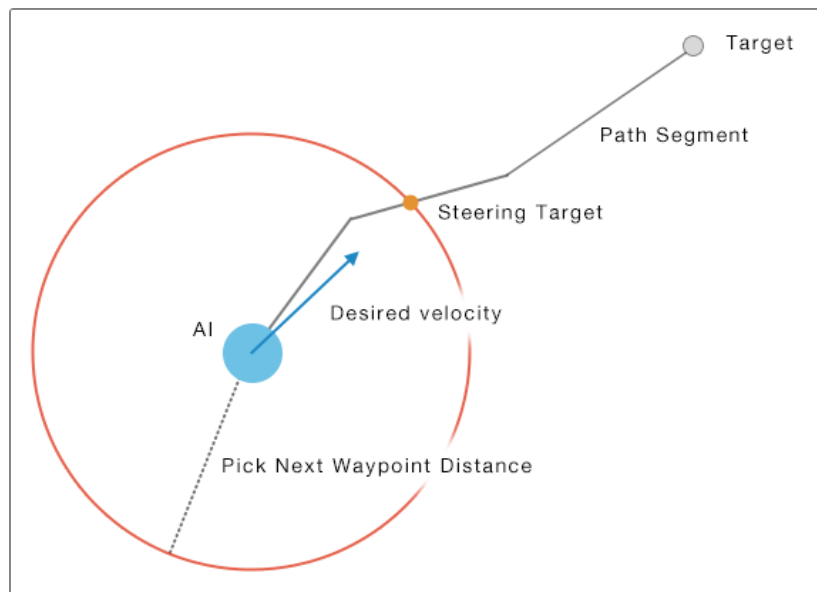 Target
Path Segment
Steering Target
Desired velocity
AI
Pick Next Waypoint Distance